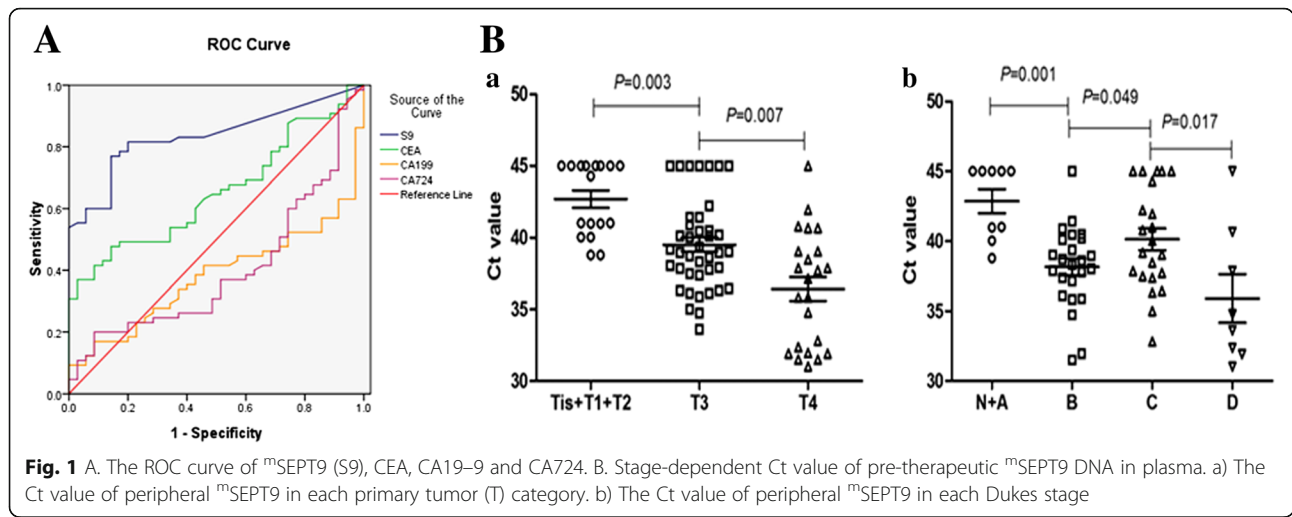 A
ROC Curve
Sensitivity
1.0
0.8
0.6
0.4
0.2
0.0
0.0 0.2 0.4 0.6 0.8 1.0
1 - Specificity
Source of the
Curve
S9
CEA
CA199
CA724
Reference Line
B
a
P=0.003
P=0.007
Ct value
50
45
40
35
30
Tis+T1+T2 T3 T4
b
P=0.001
P=0.049
P=0.017
Ct value
50
45
40
35
30
N+A B C D
Fig. 1 A. The ROC curve of ᵐSEPT9 (S9), CEA, CA19–9 and CA724. B. Stage-dependent Ct value of pre-therapeutic ᵐSEPT9 DNA in plasma. a) The
Ct value of peripheral ᵐSEPT9 in each primary tumor (T) category. b) The Ct value of peripheral ᵐSEPT9 in each Dukes stage